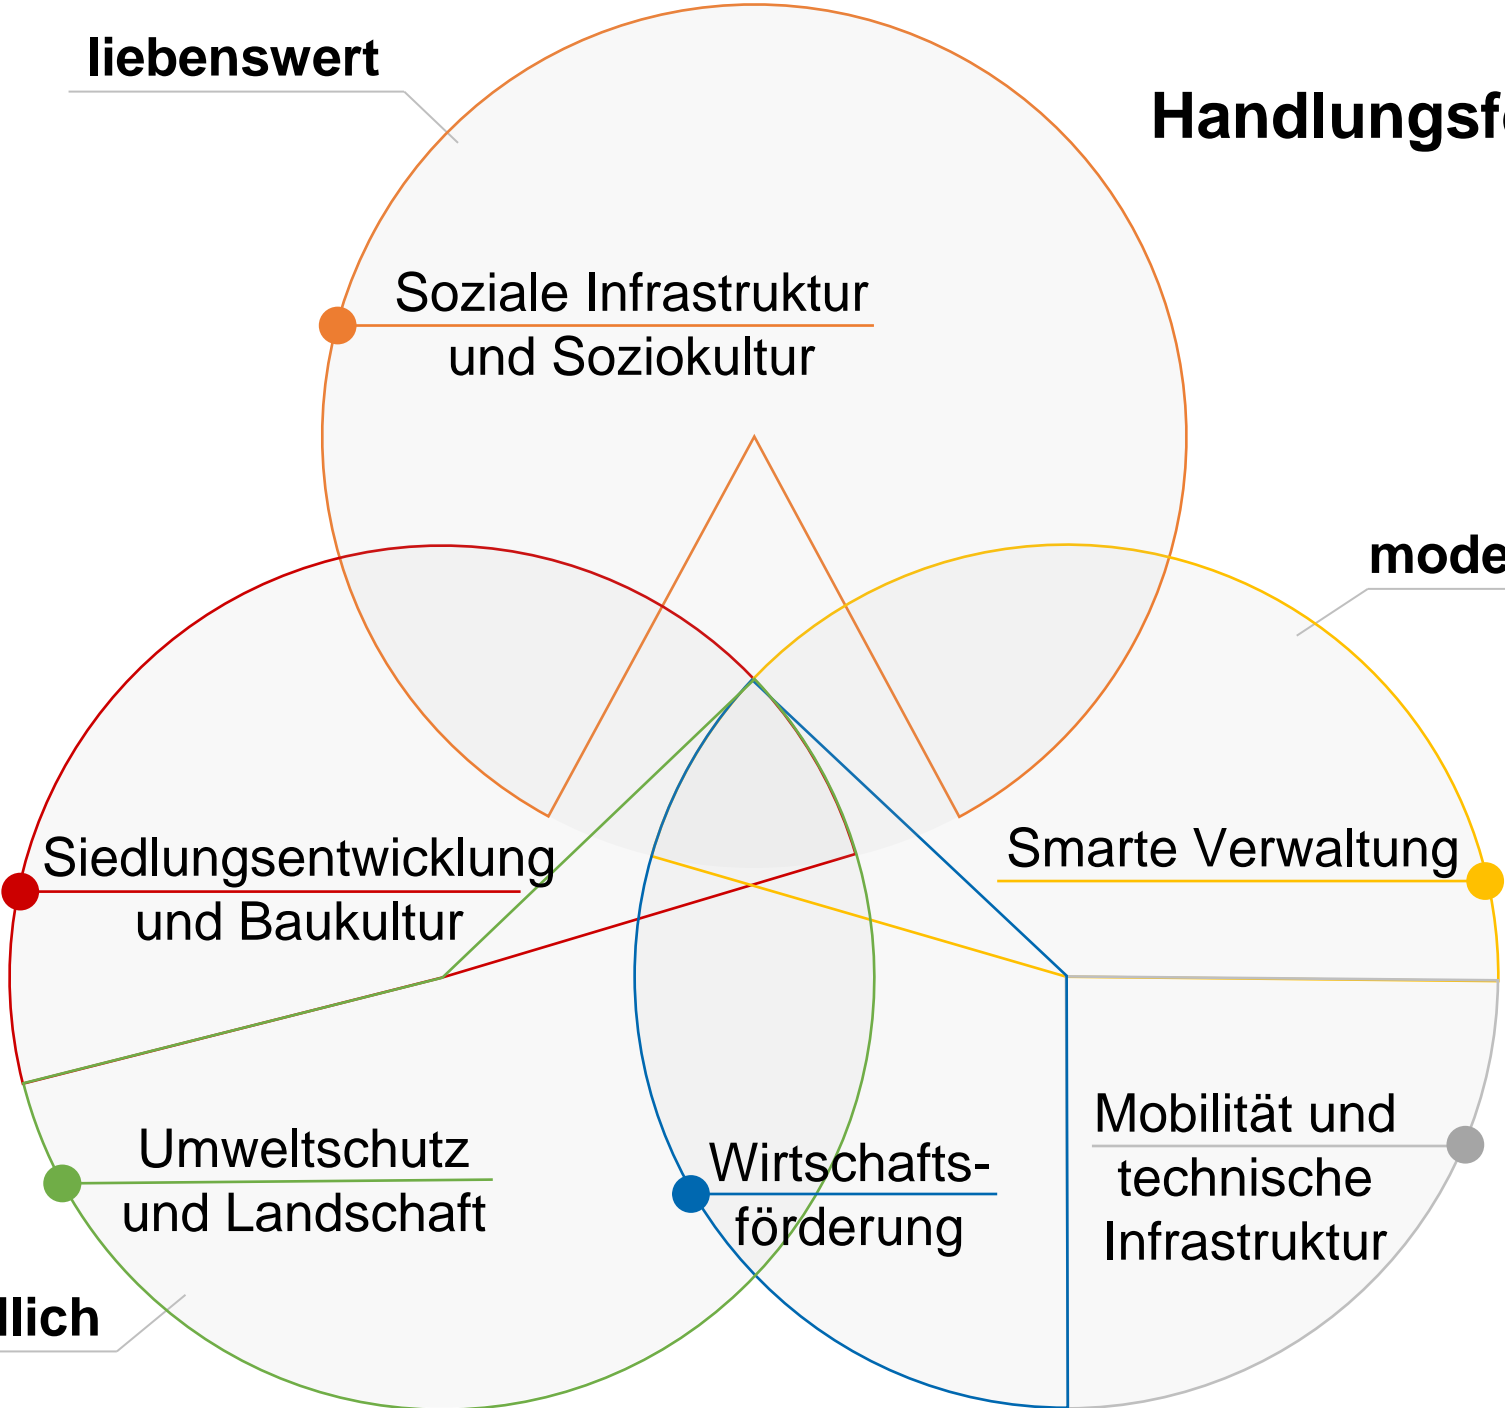 liebenswert
Handlungsf
Soziale Infrastruktur
und Soziokultur
mode
Siedlungsentwicklung
und Baukultur
Smarte Verwaltung
Umweltschutz
und Landschaft
Wirtschafts-
förderung
Mobilität und
technische
Infrastruktur
llich